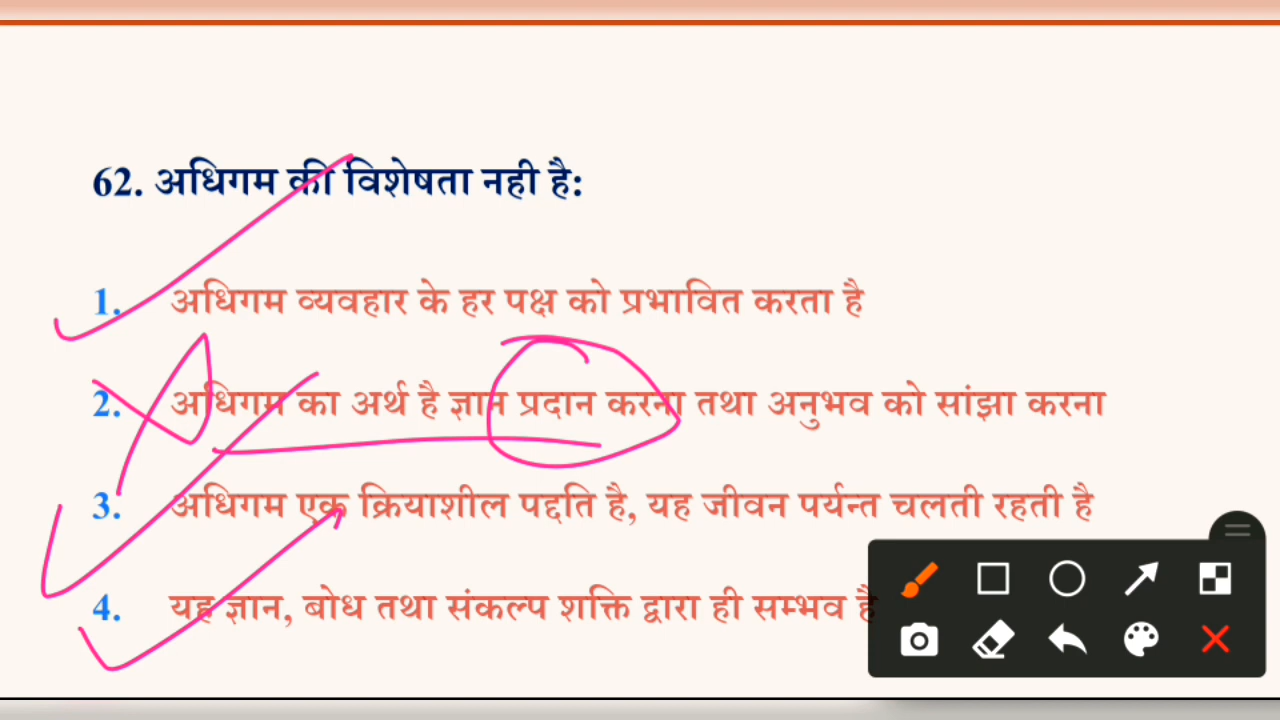 62. अधिगम की विशेषता नही है:
1. अधिगम व्यवहार के हर पक्ष को प्रभावित करता है
2. अधिगम का अर्थ है ज्ञान प्रदान करना तथा अनुभव को सांझा करना
3. अधिगम एक क्रियाशील पद्दति है, यह जीवन पर्यन्त चलती रहती है
4. यह ज्ञान, बोध तथा संकल्प शक्ति द्वारा ही सम्भव है